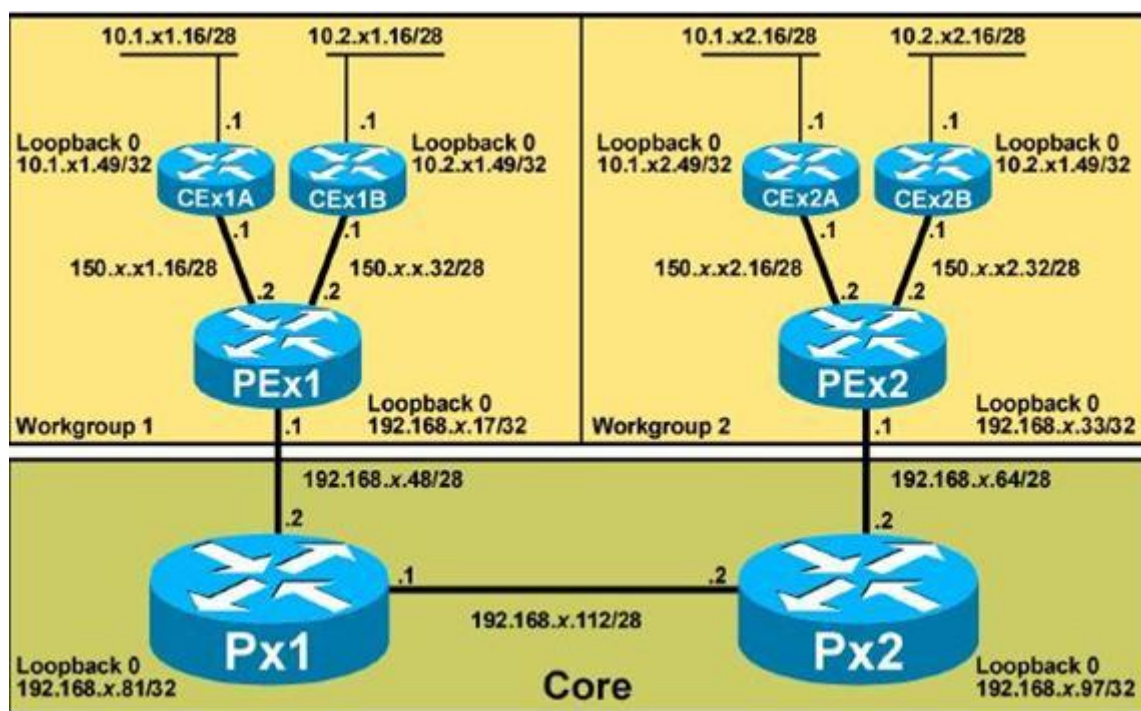 10.1.x1.16/28
10.2.x1.16/28
10.1.x2.16/28
10.2.x2.16/28
.1
.1
.1
.1
Loopback 0
10.1.x1.49/32
Loopback 0
10.2.x1.49/32
Loopback 0
10.1.x2.49/32
Loopback 0
10.2.x1.49/32
CEx1A
CEx1B
CEx2A
CEx2B
.1
.1
.1
.1
150.x.x1.16/28
150.x.x.32/28
150.x.x2.16/28
150.x.x2.32/28
.2
.2
.2
.2
PEx1
PEx2
Loopback 0
192.168.x.17/32
Loopback 0
192.168.x.33/32
Workgroup 1
.1
Workgroup 2
.1
192.168.x.48/28
192.168.x.64/28
.2
.2
.1
.2
192.168.x.112/28
Px1
Px2
Loopback 0
192.168.x.81/32
Core
Loopback 0
192.168.x.97/32